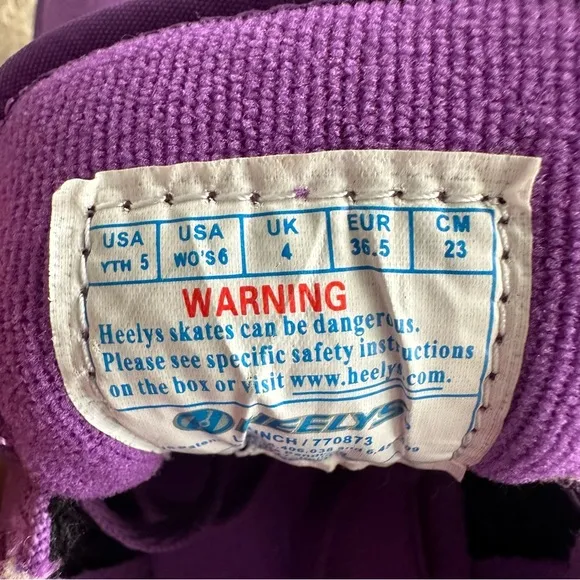 USA USA UK EUR CM
YTH 5 WO'S6 4 36.5 23
WARNING
Heelys skates can be dangerous.
Please see specific safety instructions
on the box or visit www.heelys.com.
HEELYS
/770873